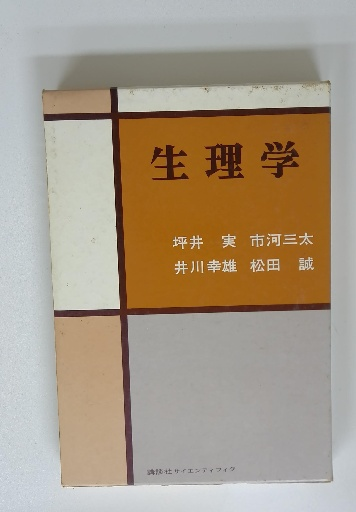 生理学
坪井 実 市河三太
井川幸雄 松田 誠
講談社サイエンティフィク